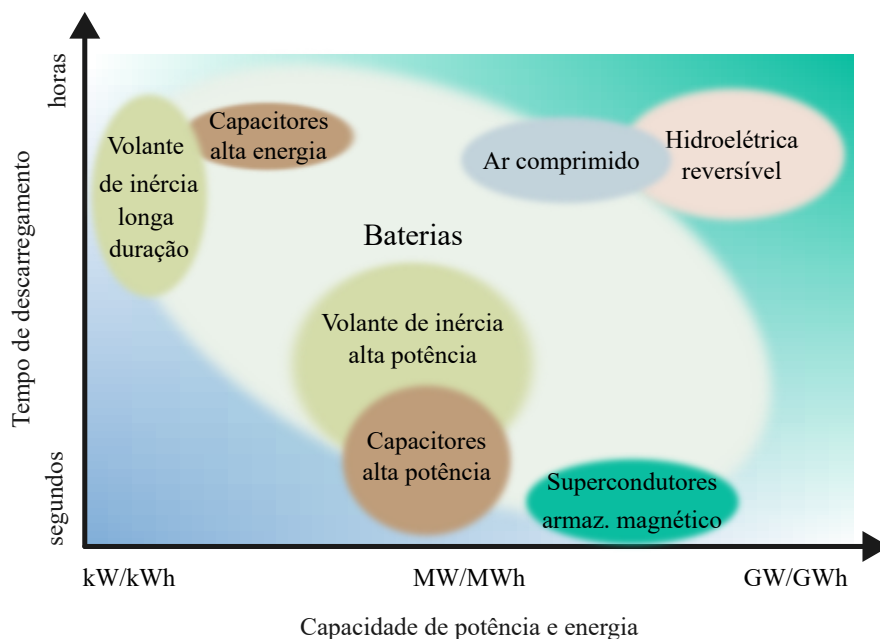 horas
Tempo de descarregamento
segundos
Volante
de inércia
longa
duração
Capacitores
alta energia
Ar comprimido
Hidroelétrica
reversível
Baterias
Volante de inércia
alta potência
Capacitores
alta potência
Supercondutores
armaz. magnético
kW/kWh
MW/MWh
GW/GWh
Capacidade de potência e energia